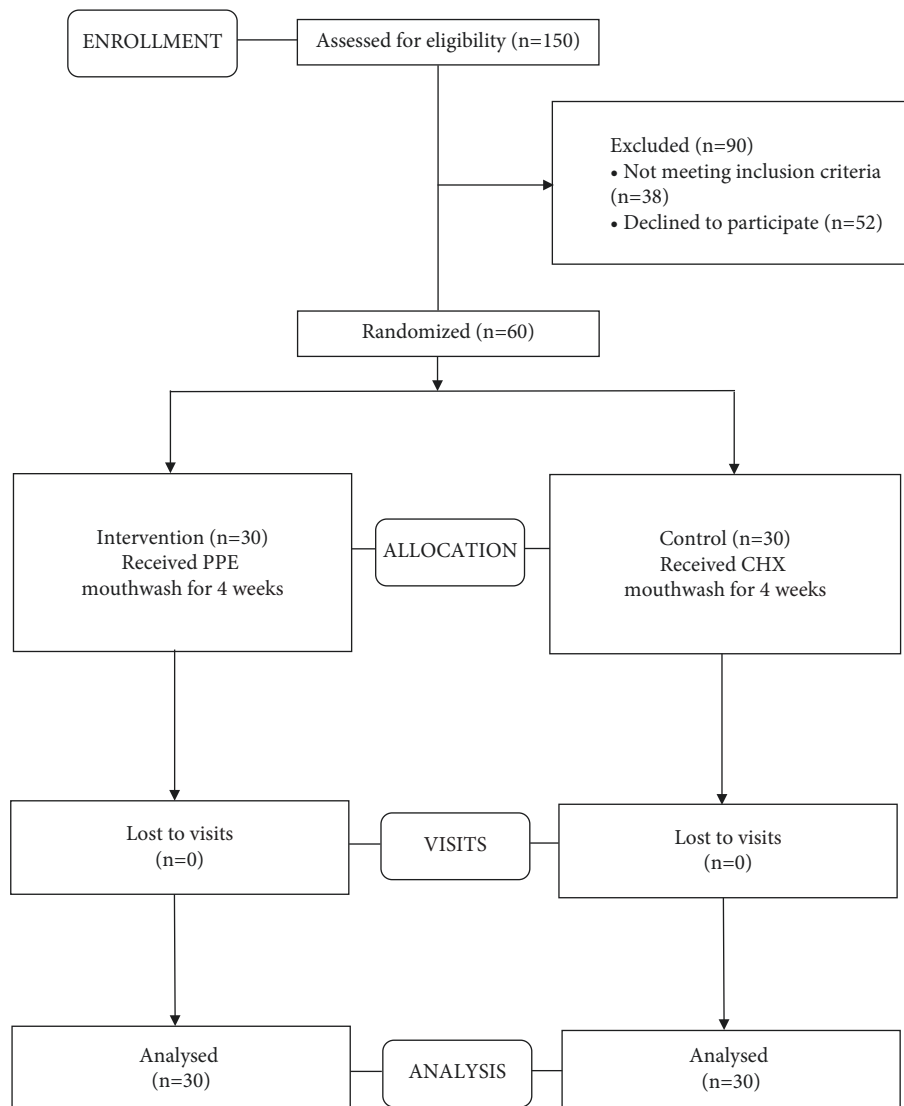 ENROLLMENT
Assessed for eligibility (n=150)
Excluded (n=90)
• Not meeting inclusion criteria
(n=38)
• Declined to participate (n=52)
Randomized (n=60)
Intervention (n=30)
Received PPE
mouthwash for 4 weeks
ALLOCATION
Control (n=30)
Received CHX
mouthwash for 4 weeks
Lost to visits
(n=0)
VISITS
Lost to visits
(n=0)
Analysed
(n=30)
ANALYSIS
Analysed
(n=30)